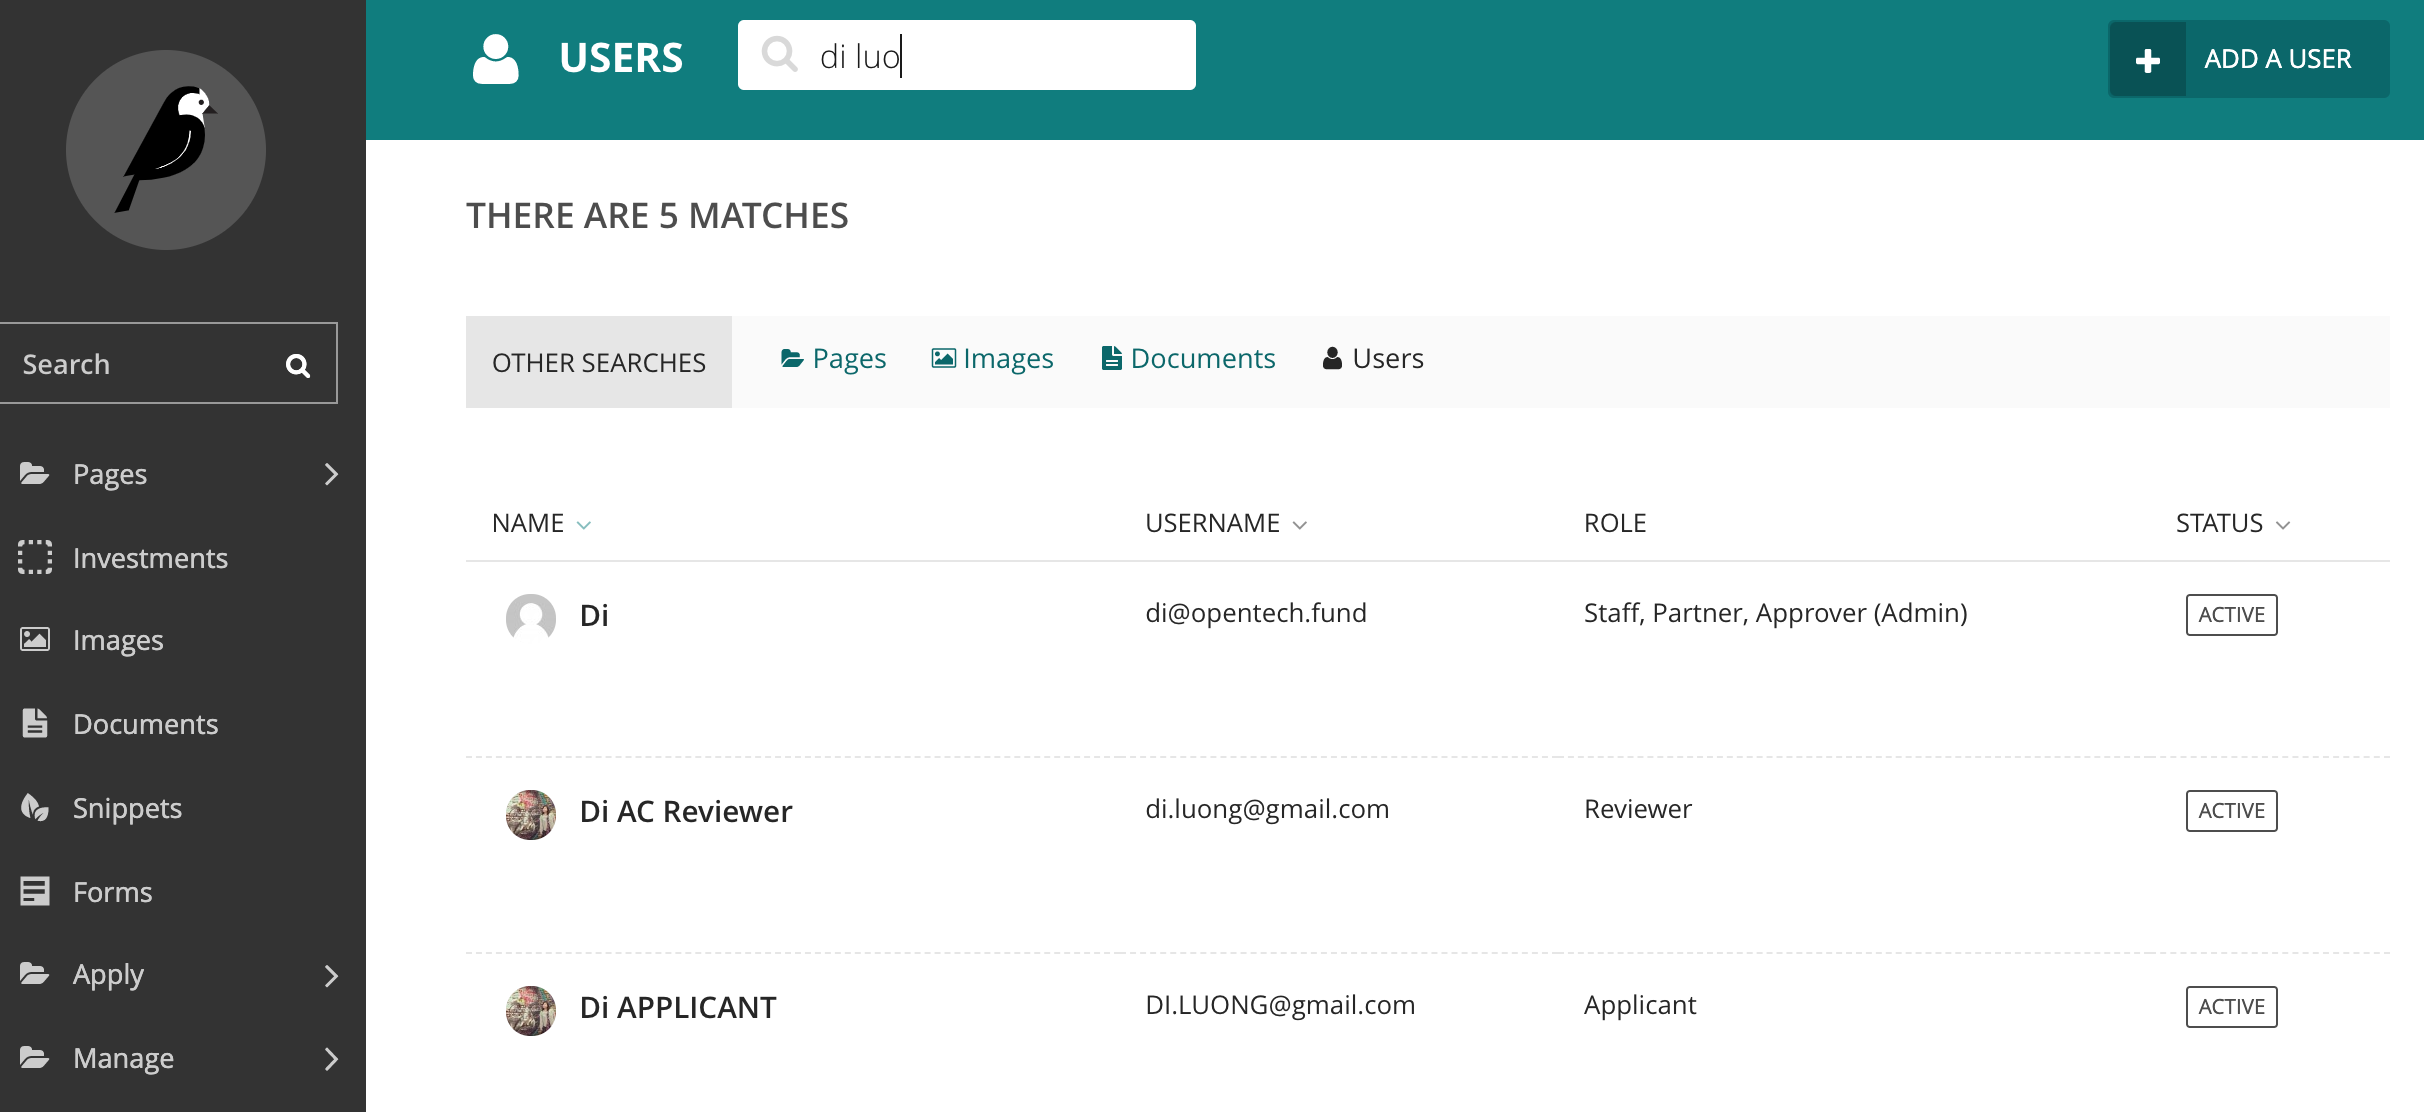 USERS
di luo
ADD A USER
Search
Pages
Investments
Images
Documents
Snippets
Forms
Apply
Manage
THERE ARE 5 MATCHES
OTHER SEARCHES Pages Images Documents Users
NAME USERNAME ROLE STATUS
Di di@opentech.fund Staff, Partner, Approver (Admin) ACTIVE
Di AC Reviewer di.luong@gmail.com Reviewer ACTIVE
Di APPLICANT DI.LUONG@gmail.com Applicant ACTIVE